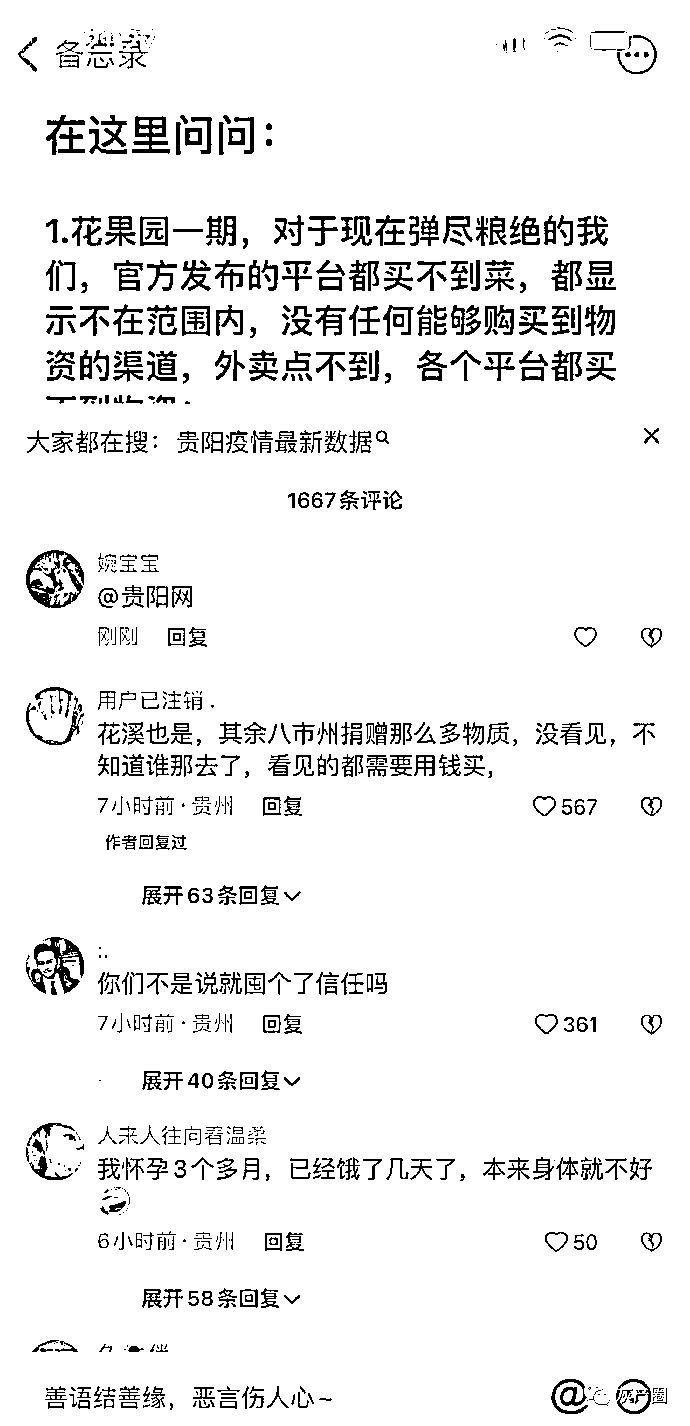 备忘录
在这里问问：
1.花果园一期，对于现在弹尽粮绝的我
们，官方发布的平台都买不到菜，都显
示不在范围内，没有任何能够购买到物
资的渠道，外卖点不到，各个平台都买
大家都在搜：贵阳疫情最新数据
1667条评论
婉宝宝
@贵阳网
刚刚 回复
用户已注销 .
花溪也是，其余八市州捐赠那么多物质，没看见，不
知道谁那去了，看见的都需要用钱买，
7小时前·贵州 回复 567
作者回复过
展开63条回复
:.
你们不是说就囤个了信任吗
7小时前·贵州 回复 361
展开40条回复
人来人往向春温柔
我怀孕3个多月，已经饿了几天了，本来身体就不好
6小时前·贵州 回复 50
展开58条回复
善语结善缘，恶言伤人心~
@
灰产圈